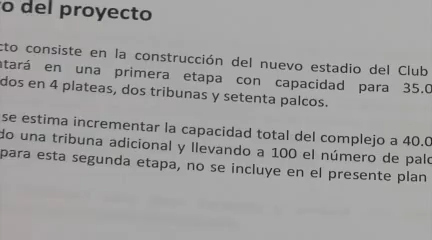 o del proyecto
cto consiste en la construcción del nuevo estadio del Club
ntará en una primera etapa con capacidad para 35.0
dos en 4 plateas, dos tribunas y setenta palcos.
se estima incrementar la capacidad total del complejo a 40.0
do una tribuna adicional y llevando a 100 el número de palc
para esta segunda etapa, no se incluye en el presente plan